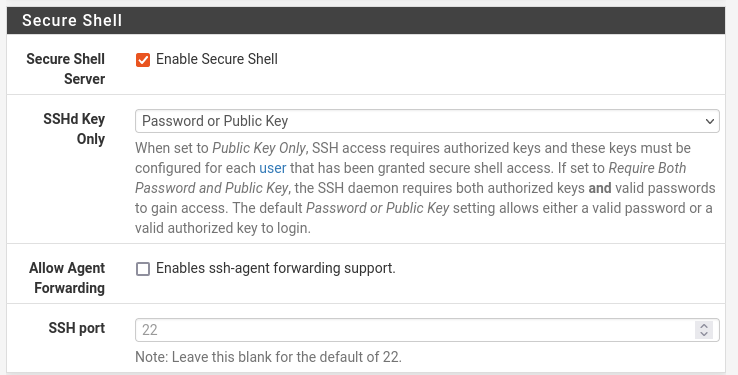 Secure Shell
Secure Shell Server
Enable Secure Shell
SSHd Key Only
Password or Public Key
When set to Public Key Only, SSH access requires authorized keys and these keys must be
configured for each user that has been granted secure shell access. If set to Require Both
Password and Public Key, the SSH daemon requires both authorized keys and valid passwords
to gain access. The default Password or Public Key setting allows either a valid password or a
valid authorized key to login.
Allow Agent Forwarding
Enables ssh-agent forwarding support.
SSH port
22
Note: Leave this blank for the default of 22.